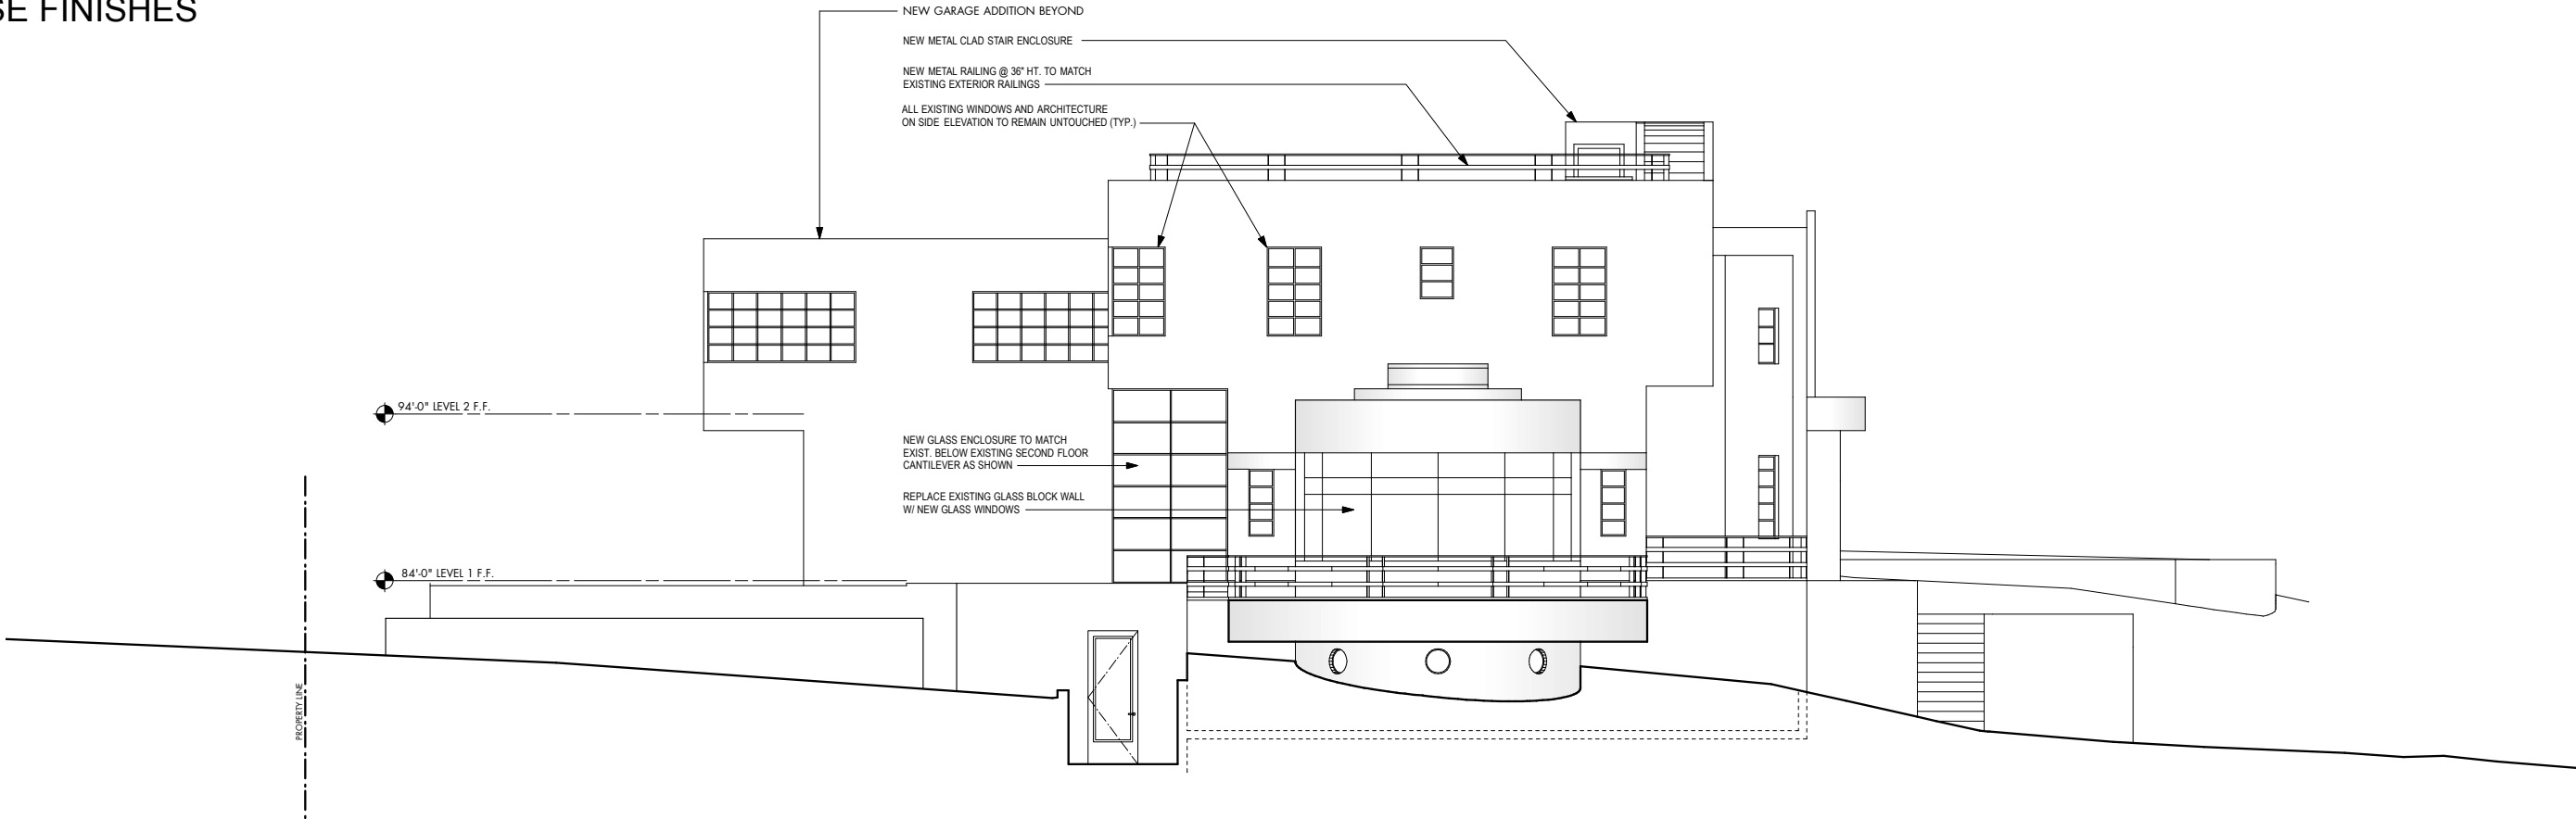 SE FINISHES
NEW GARAGE ADDITION BEYOND
NEW METAL CLAD STAIR ENCLOSURE
NEW METAL RAILING @ 36" HT. TO MATCH
EXISTING EXTERIOR RAILINGS
ALL EXISTING WINDOWS AND ARCHITECTURE
ON SIDE ELEVATION TO REMAIN UNTOUCHED (TYP.)
94'-0" LEVEL 2 F.F.
NEW GLASS ENCLOSURE TO MATCH
EXIST. BELOW EXISTING SECOND FLOOR
CANTILEVER AS SHOWN
REPLACE EXISTING GLASS BLOCK WALL
W/ NEW GLASS WINDOWS
84'-0" LEVEL 1 F.F.
PROPERTY LINE